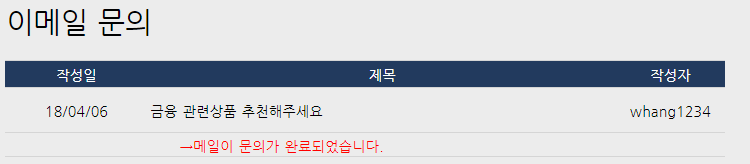 이메일 문의
작성일 제목 작성자
18/04/06 금융 관련상품 추천해주세요 whang1234
→메일이 문의가 완료되었습니다.